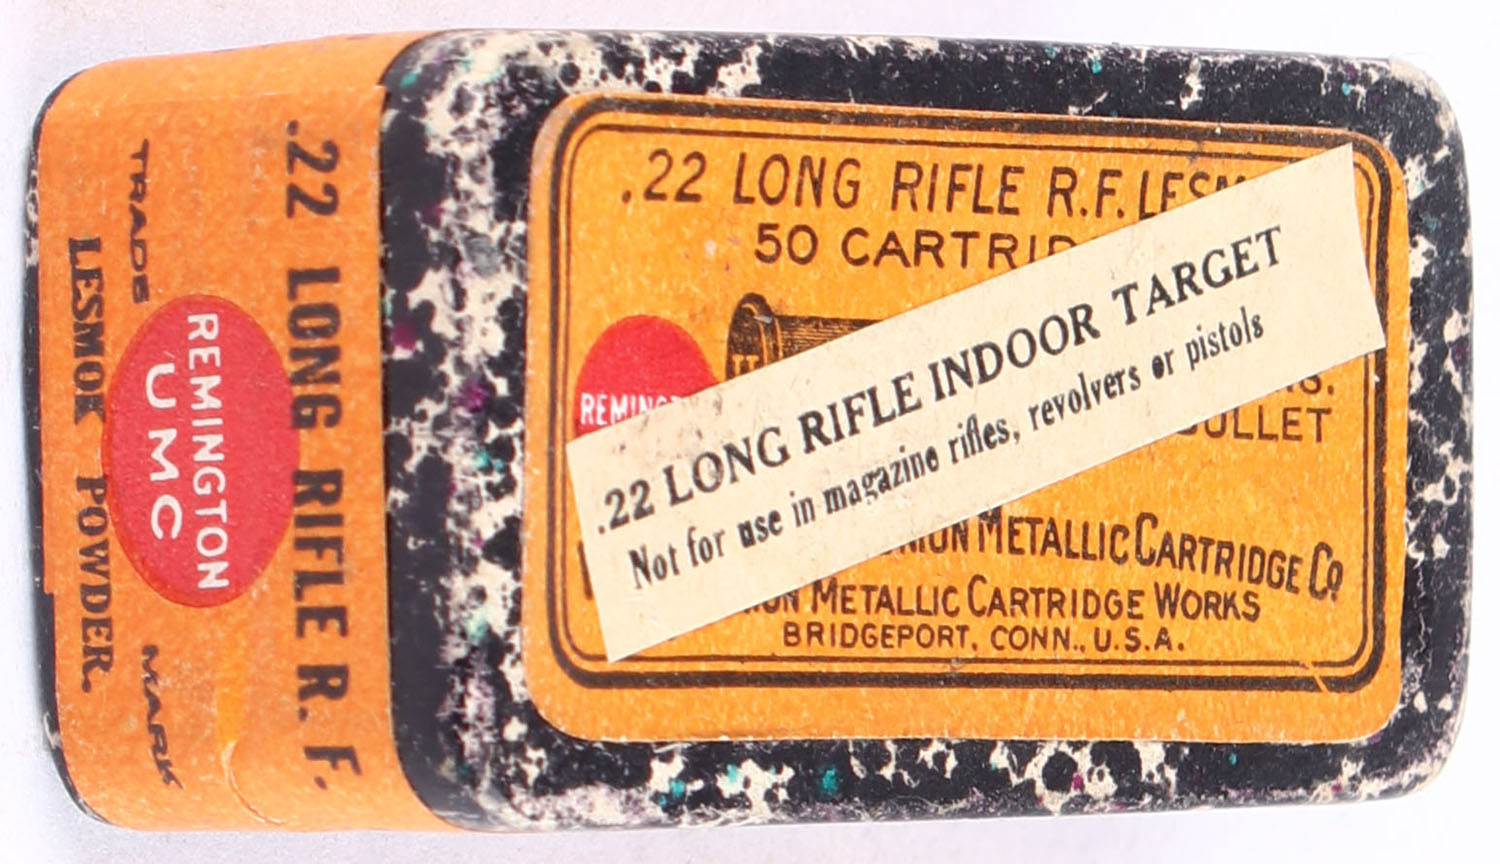 .22 LONG RIFLE R.F. LESM
50 CARTRID
REMINGT
U
S.
BULLET
.22 LONG RIFLE INDOOR TARGET
Not for use in magazine rifles, revolvers or pistols
UNION METALLIC CARTRIDGE CO
METALLIC CARTRIDGE WORKS
BRIDGEPORT, CONN., U.S.A.
.22 LONG RIFLE R. F.
TRADE
REMINGTON
UMC
MARK
LESMOK POWDER.